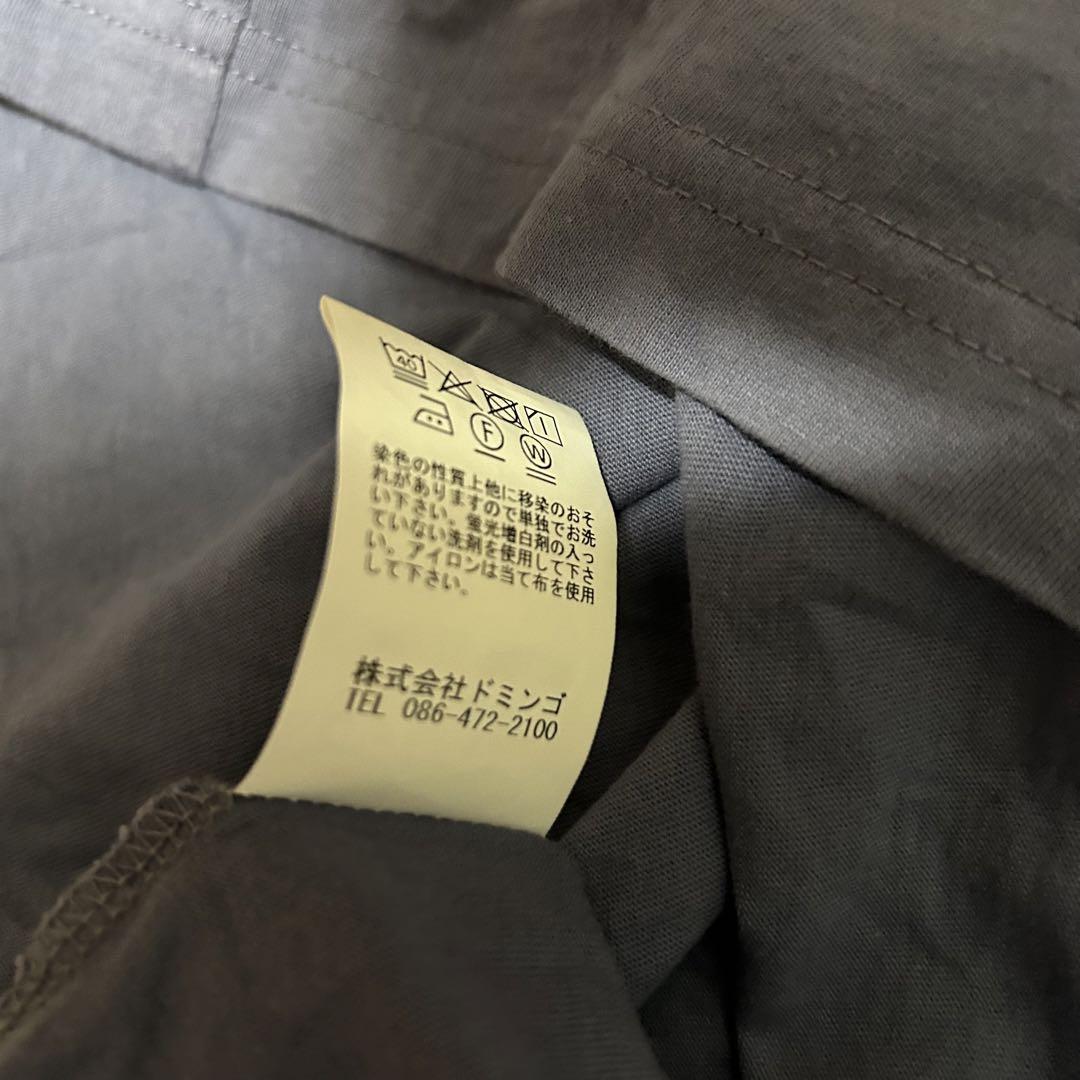 40
F W
染色の性質上他に移染のおそ
れがありますので単独でお洗
い下さい。蛍光増白剤の入っ
ていない洗剤を使用して下さ
い。アイロンは当て布を使用
して下さい。
株式会社ドミンゴ
TEL 086-472-2100